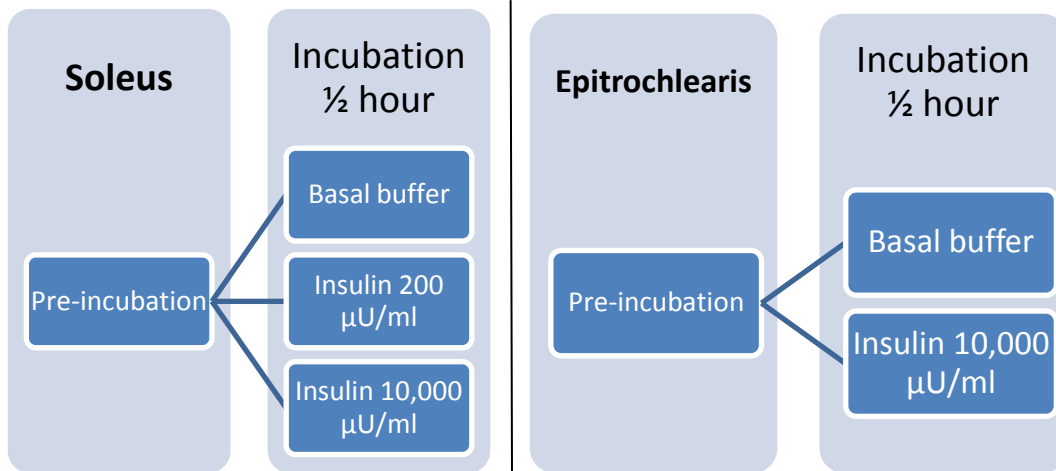 Soleus
Incubation
½ hour
Basal buffer
Pre-incubation
Insulin 200
µU/ml
Insulin 10,000
µU/ml
Epitrochlearis
Incubation
½ hour
Basal buffer
Pre-incubation
Insulin 10,000
µU/ml